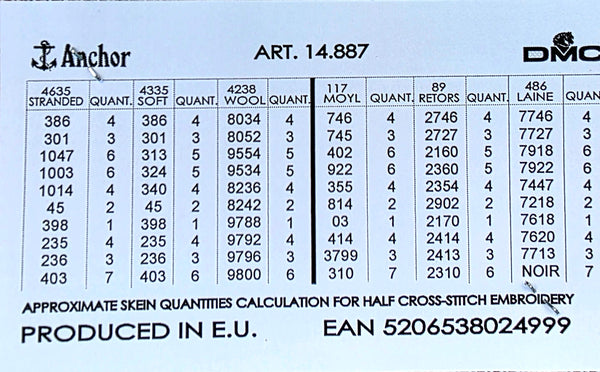 Anchor ART. 14.887 DMC
4635 STRANDED QUANT. 4335 SOFT QUANT. 4238 WOOL QUANT. 117 MOYL QUANT. 89 RETORS QUANT. 486 LAINE QUAN
386 4 386 4 8034 4 746 4 2746 4 7746 4
301 3 301 3 8052 3 745 3 2727 3 7727 3
1047 6 313 5 9554 5 402 6 2160 5 7918 6
1003 6 324 5 9534 5 922 6 2360 5 7922 6
1014 4 340 4 8236 4 355 4 2354 4 7447 4
45 2 45 2 8242 2 814 2 2902 2 7218 2
398 1 398 1 9788 1 03 1 2170 1 7618 1
235 4 235 4 9792 4 414 4 2414 4 7620 4
236 3 236 3 9796 3 3799 3 2413 3 7713 3
403 7 403 6 9800 6 310 7 2310 6 NOIR 7
APPROXIMATE SKEIN QUANTITIES CALCULATION FOR HALF CROSS-STITCH EMBROIDERY
PRODUCED IN E.U. EAN 5206538024999